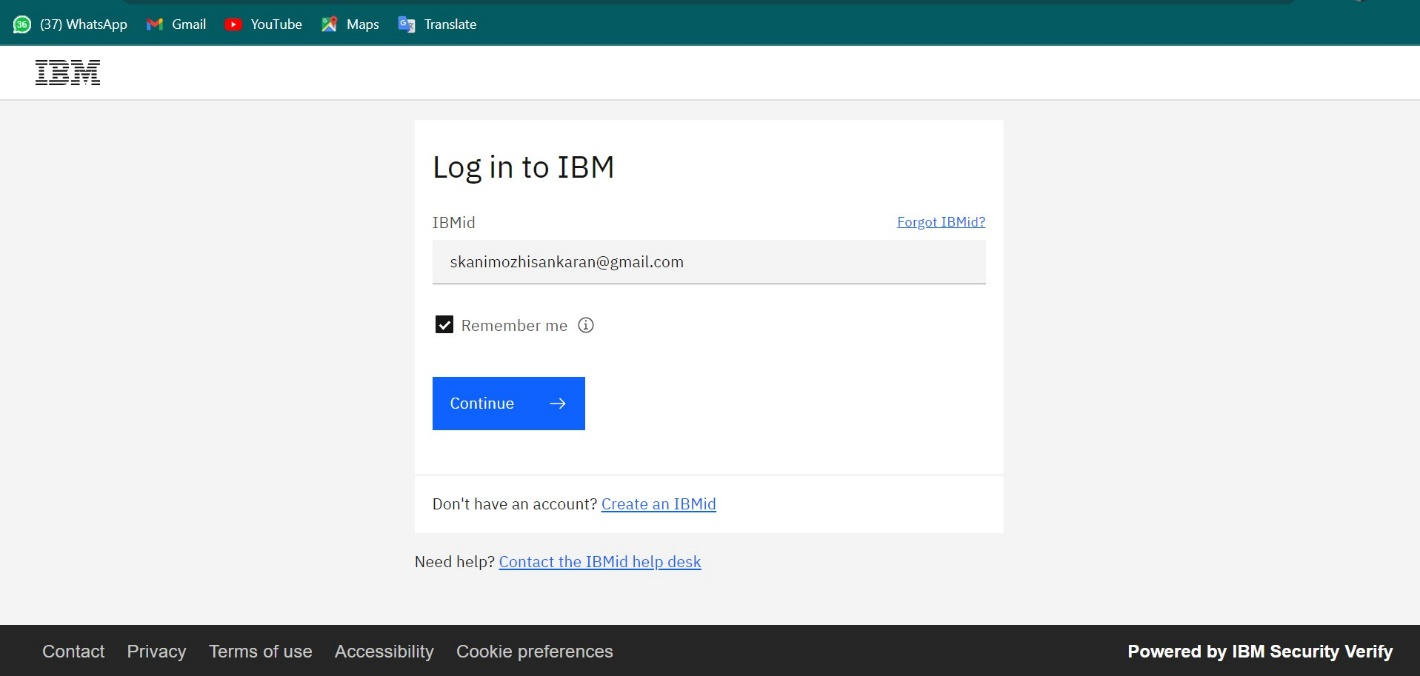 36 (37) WhatsApp Gmail YouTube Maps Translate
IBM
Log in to IBM
IBMid Forgot IBMid?
skanimozhisankaran@gmail.com
Remember me
Continue
Don't have an account? Create an IBMid
Need help? Contact the IBMid help desk
Contact Privacy Terms of use Accessibility Cookie preferences Powered by IBM Security Verify